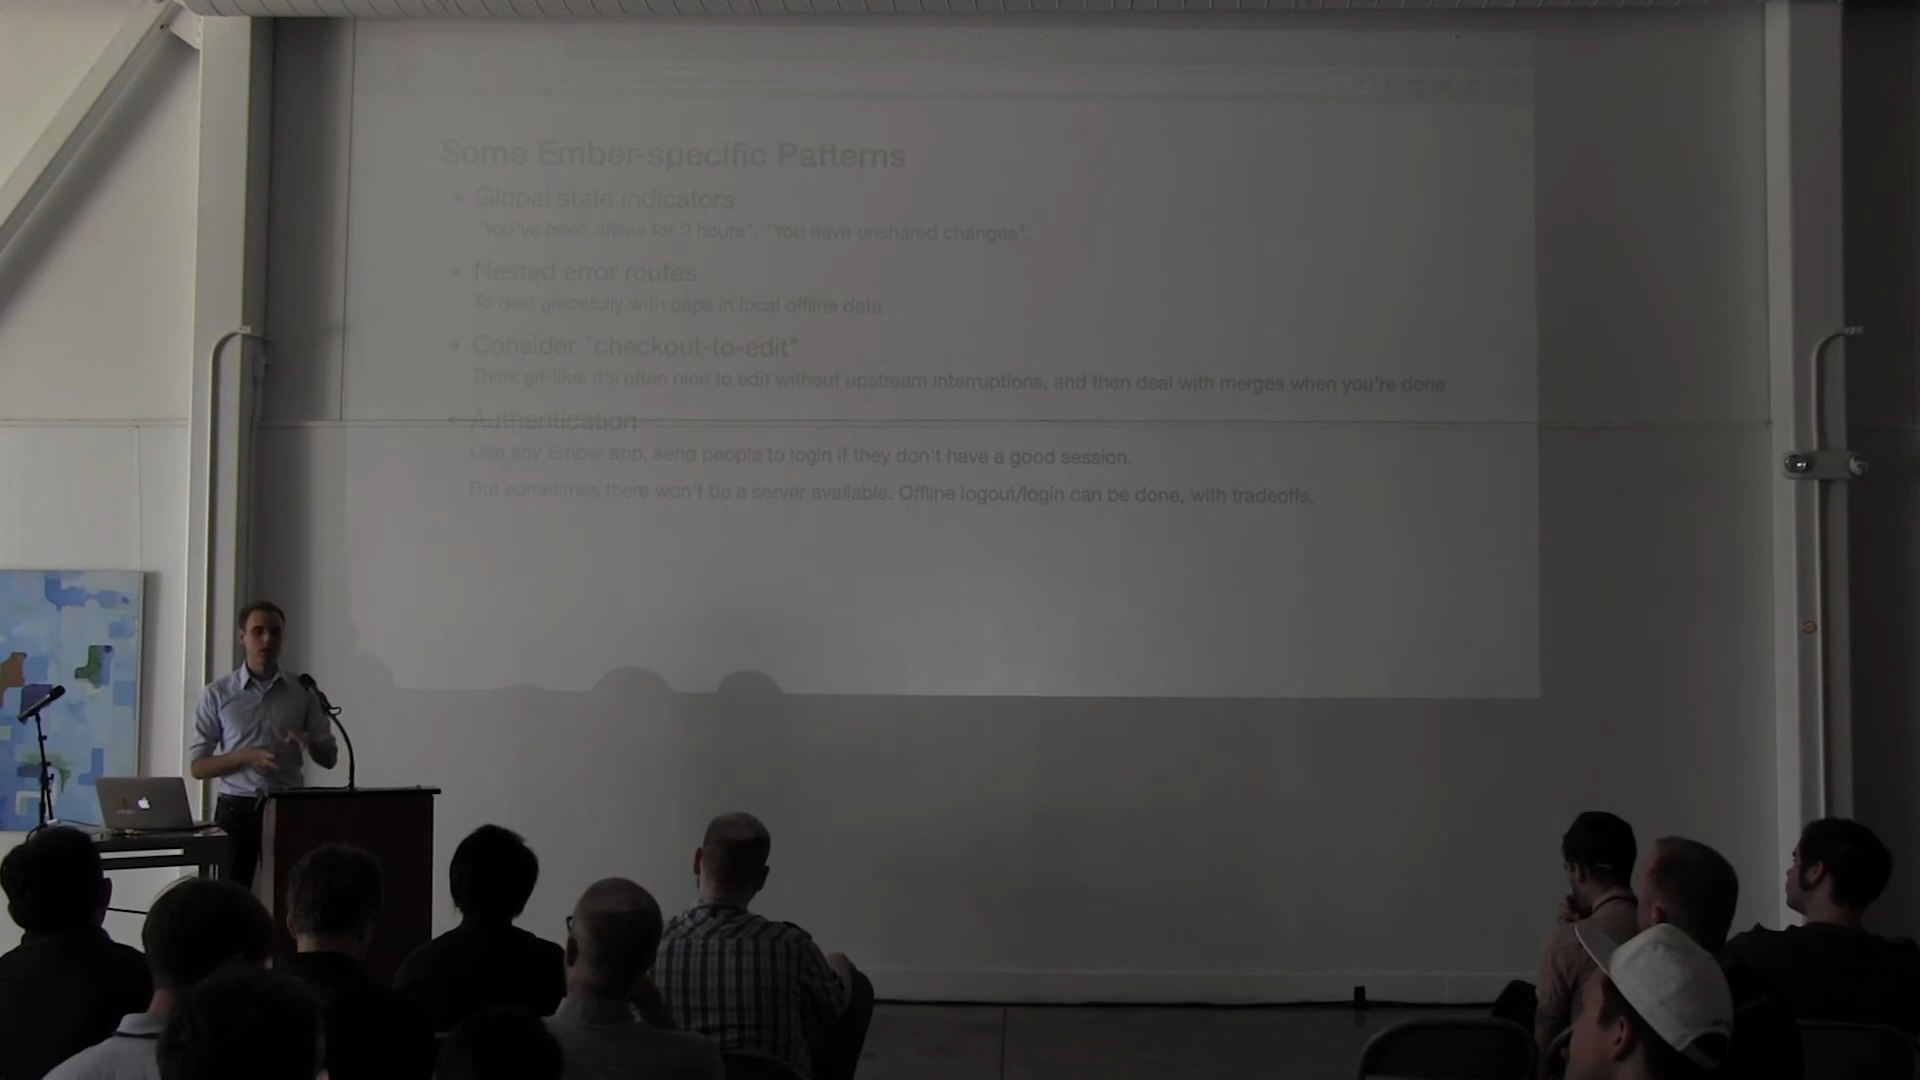 Some Ember-specific Patterns
Global state indicators
"You've been offline for 2 hours", "You have unshared changes".
Nested error routes
To deal gracefully with gaps in local offline data.
Consider "checkout-to-edit"
Think git-like: it's often nice to edit without upstream interruptions, and then deal with merges when you're done.
Authentication
Like any Ember app, send people to login if they don't have a good session.
But sometimes there won't be a server available. Offline logout/login can be done, with tradeoffs.